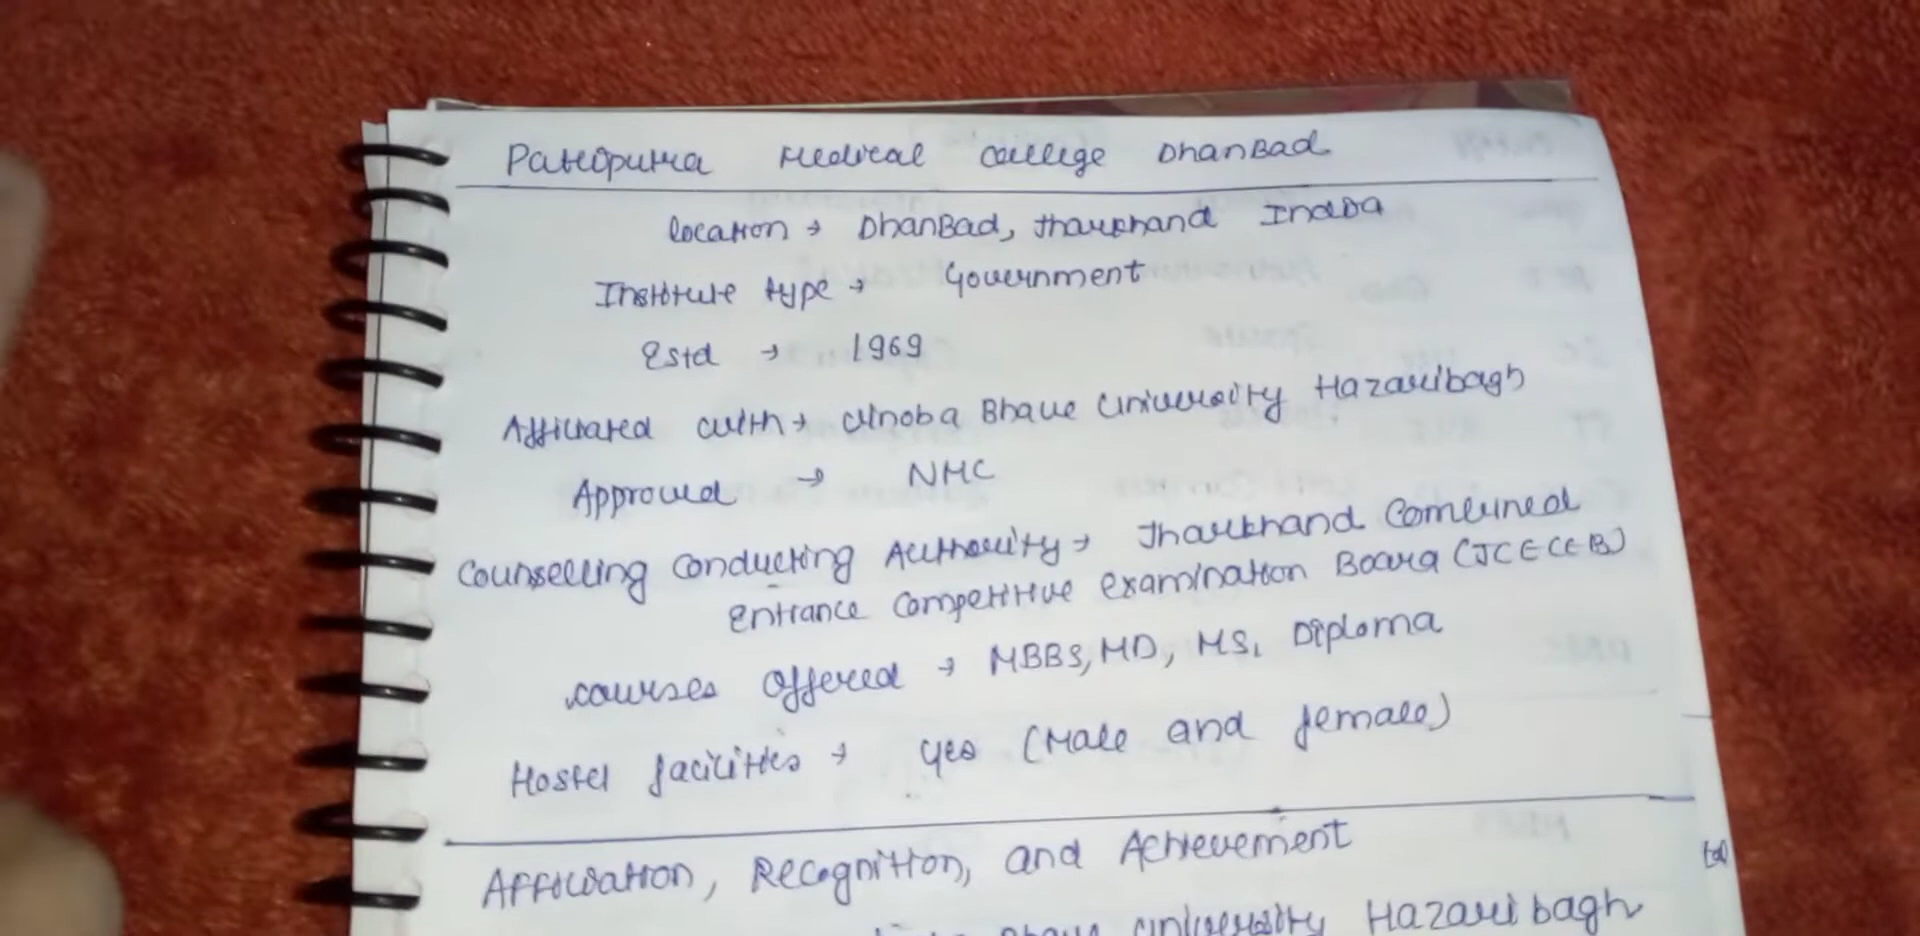 Pataliputra Medical College DhanBad
location → DhanBad, Jharkhand India
Institute type → Government
Estd → 1969
Affiliated with → Vinoba Bhave University Hazaribagh
Approved → NMC
Counselling Conducting Authority → Jharkhand Combined
Entrance Competitive Examination Board (JCECEB)
courses offered → MBBS, MD, MS, Diploma
Hostel facilities → yes (Male and female)
Affiliation, Recognition, and Achievement
Bhave University Hazaribagh